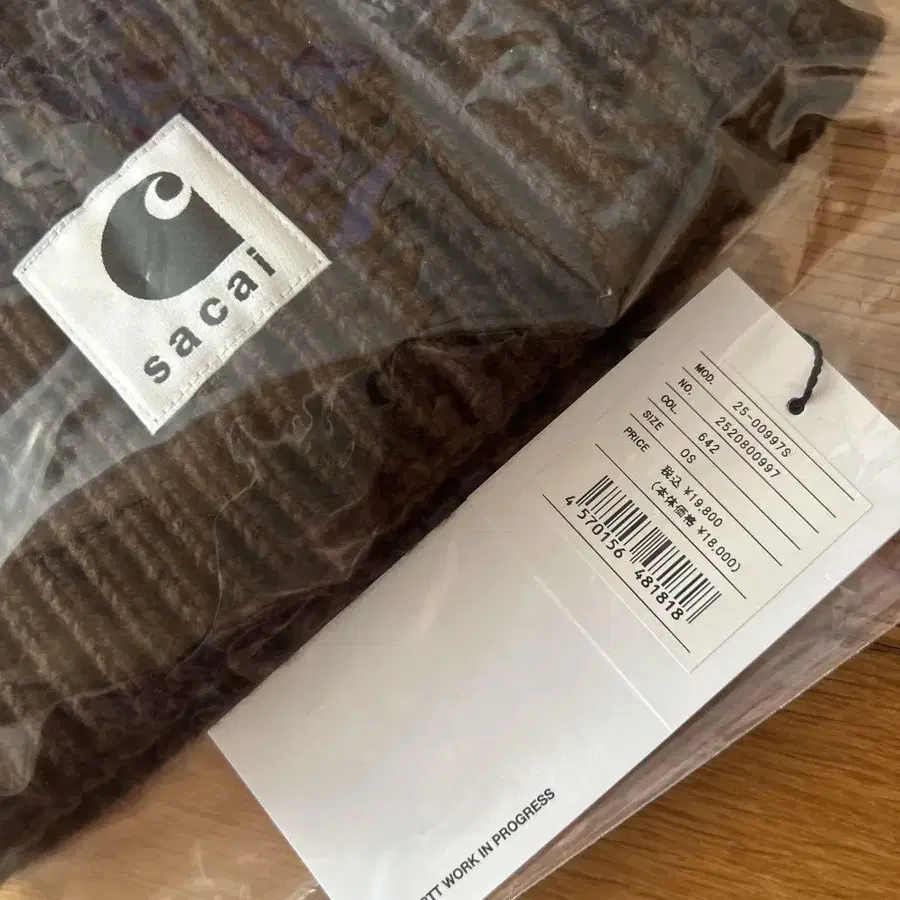 sacai
MOD. 25-00997S
NO. 2520800997
COL. 642
SIZE OS
PRICE 税込 ¥19,800
(本体価格 ¥18,000)
4 570156 481818
WORK IN PROGRESS